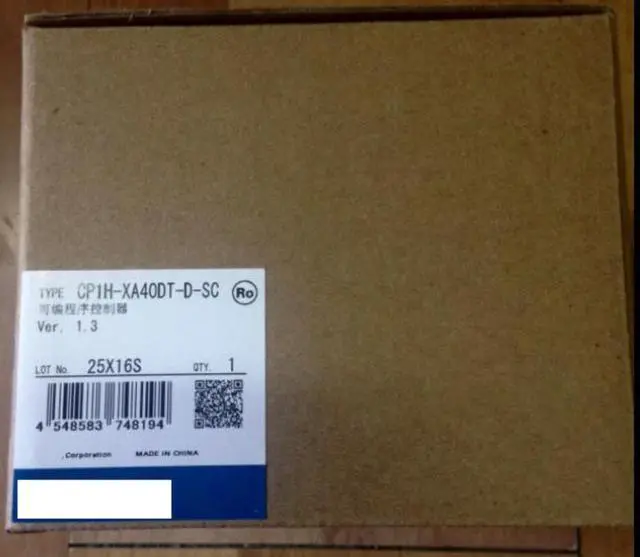 TYPE CP1H-XA40DT-D-SC Ro
可编程序控制器
Ver. 1.3
LOT No. 25X16S QTY. 1
4 548583 748194
,Corporation MADE IN CHINA